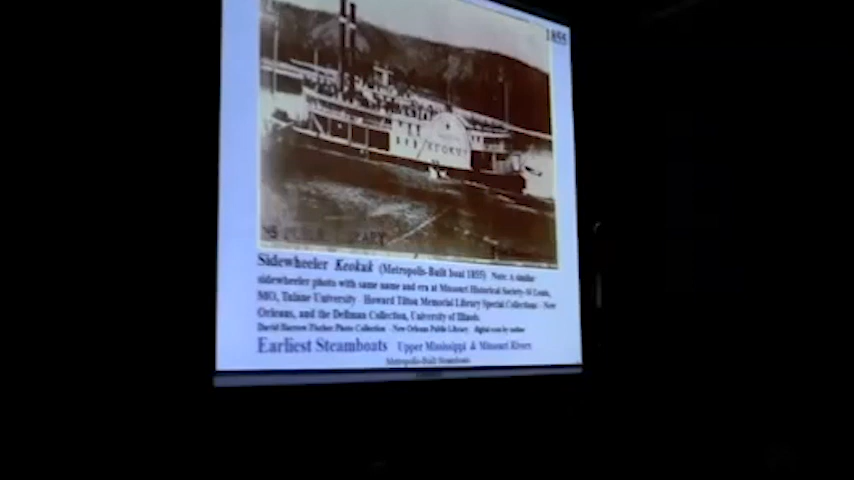 1855
KEOKUK
Sidewheeler Keokuk (Metropolis-Built boat 1855) Note: A similar
sidewheeler photo with same name and era at Missouri Historical Society-St Louis,
MO, Tulane University - Howard Tilton Memorial Library Special Collections - New
Orleans, and the Dellman Collection, University of Illinois
David Photo Collection - New Orleans Public Library digital scan by author
Earliest Steamboats Upper Mississippi & Missouri Rivers
Metropolis-Built Steamboats